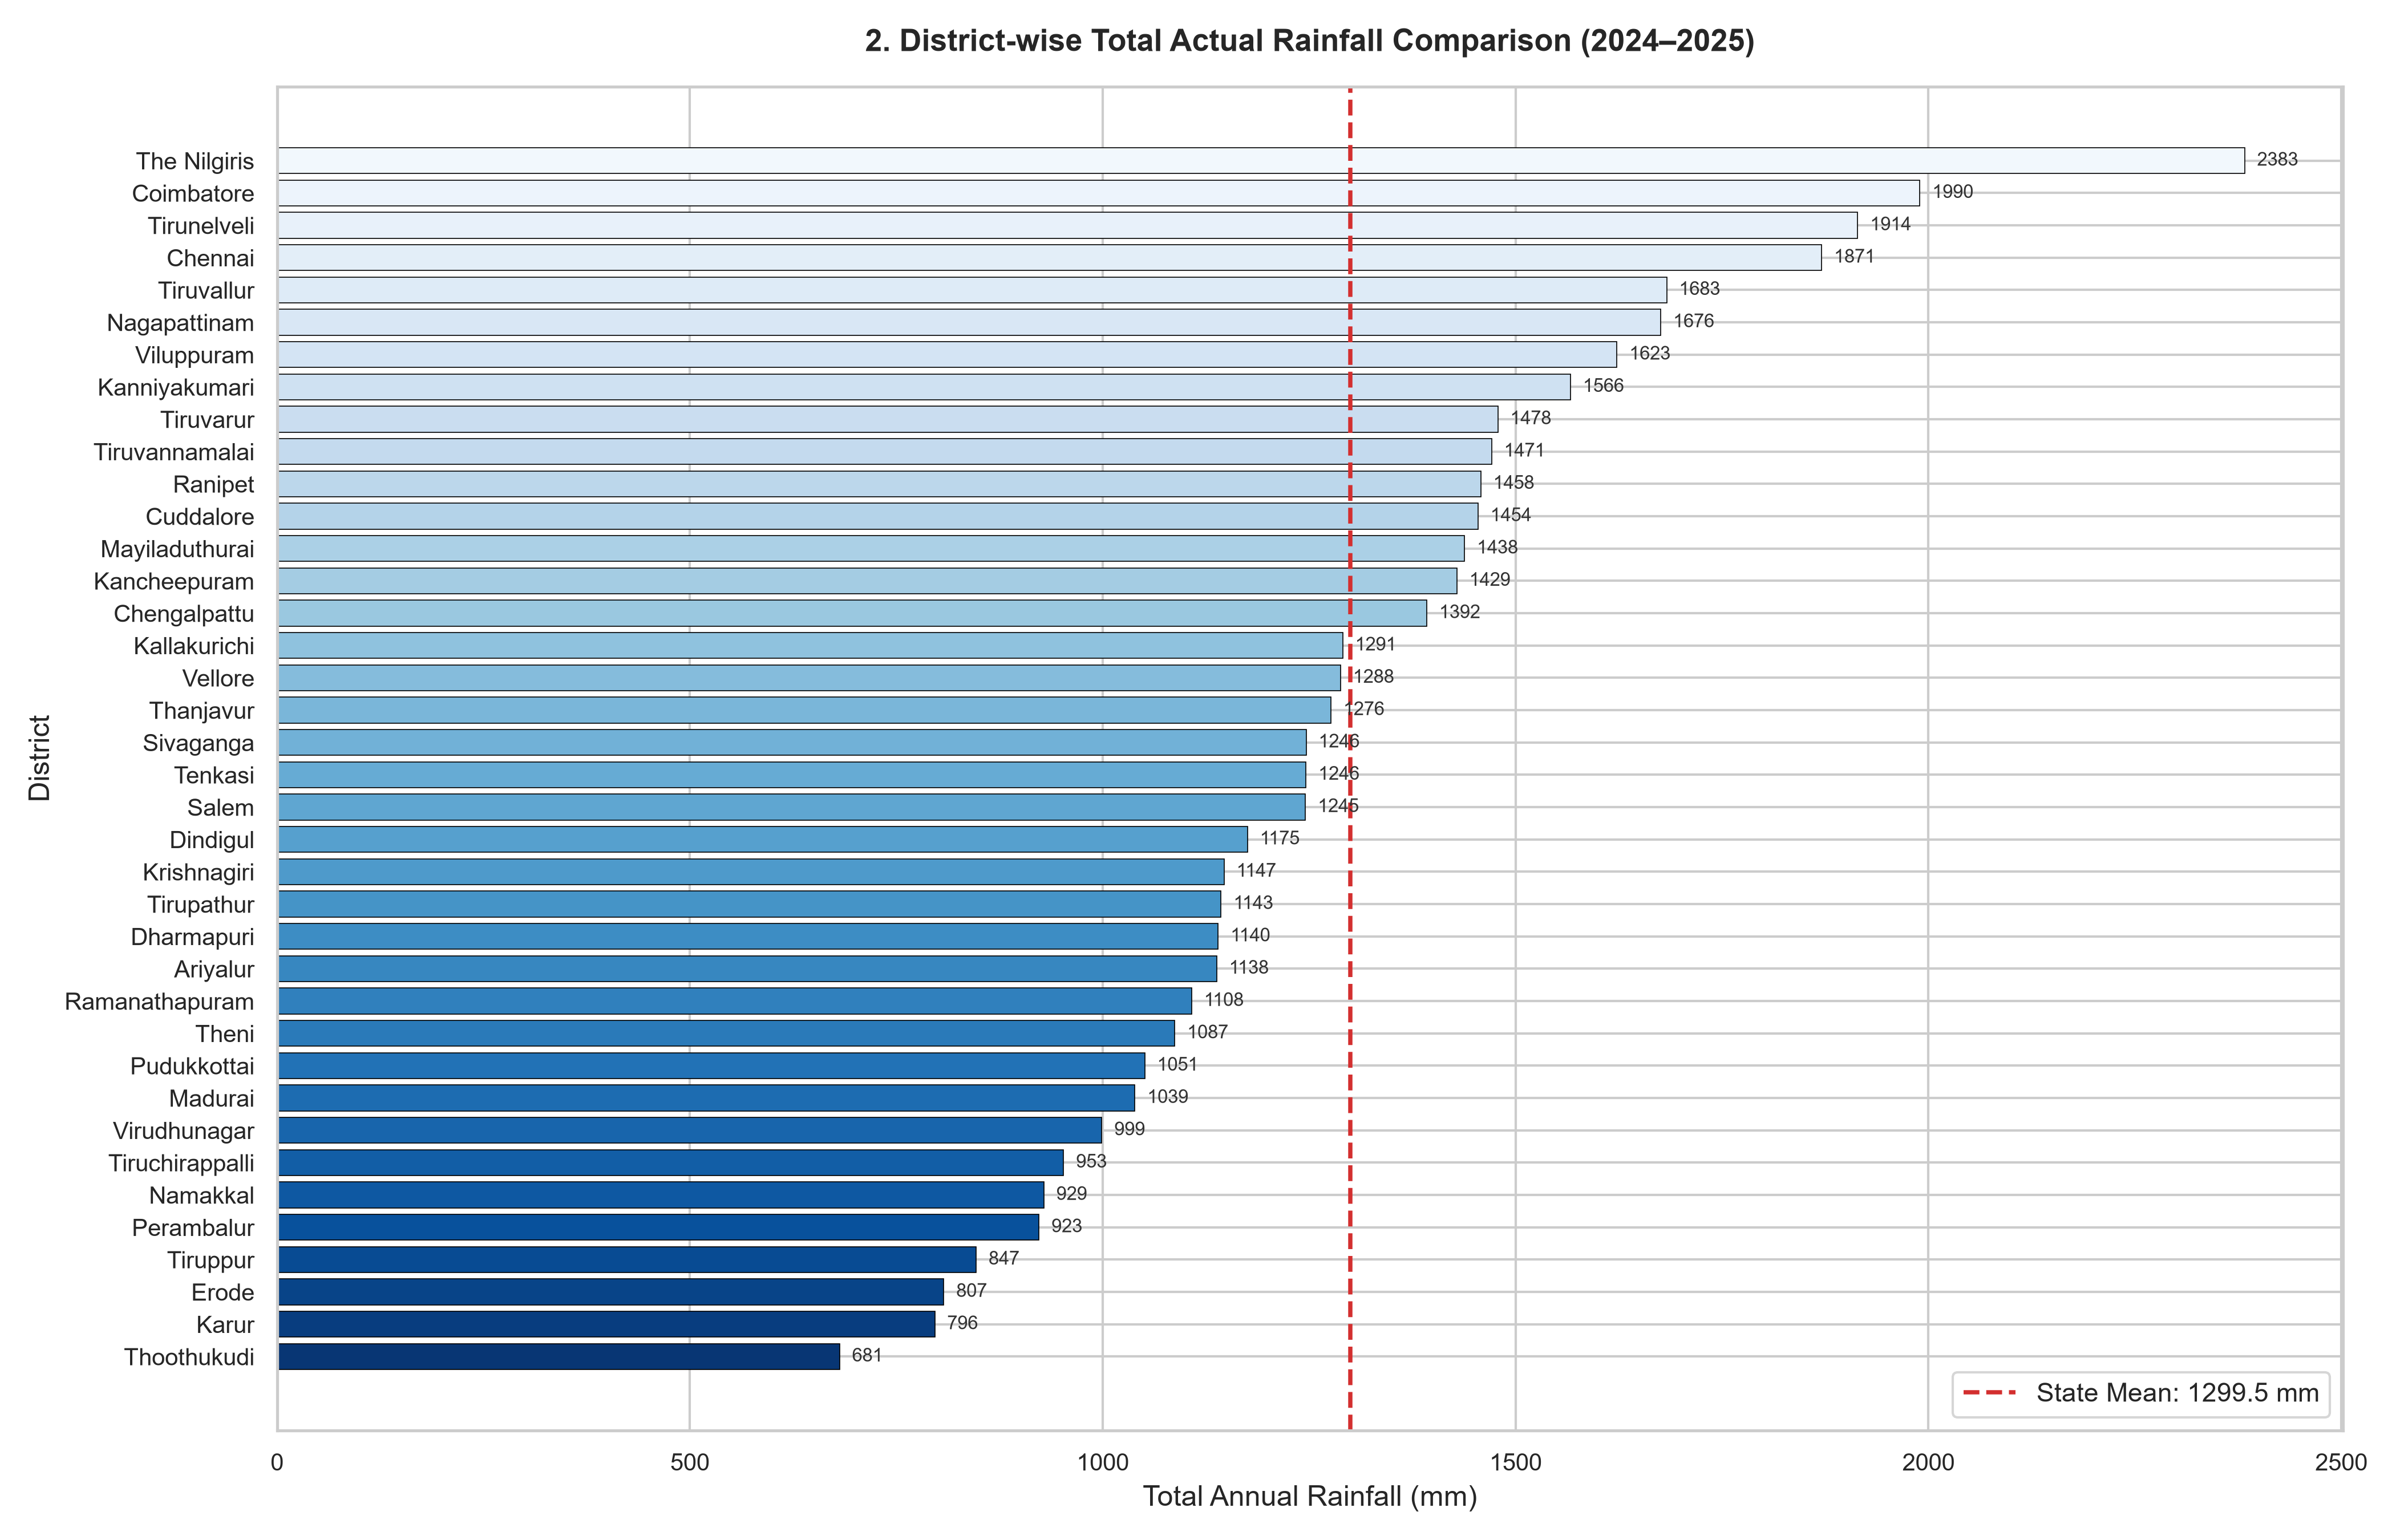 2. District-wise Total Actual Rainfall Comparison (2024–2025)
The Nilgiris 2383
Coimbatore 1990
Tirunelveli 1914
Chennai 1871
Tiruvallur 1683
Nagapattinam 1676
Viluppuram 1623
Kanniyakumari 1566
Tiruvarur 1478
Tiruvannamalai 1471
Ranipet 1458
Cuddalore 1454
Mayiladuthurai 1438
Kancheepuram 1429
Chengalpattu 1392
Kallakurichi 1291
Vellore 1288
Thanjavur 1276
Sivaganga 1246
Tenkasi 1246
Salem 1245
Dindigul 1175
Krishnagiri 1147
Tirupathur 1143
Dharmapuri 1140
Ariyalur 1138
Ramanathapuram 1108
Theni 1087
Pudukkottai 1051
Madurai 1039
Virudhunagar 999
Tiruchirappalli 953
Namakkal 929
Perambalur 923
Tiruppur 847
Erode 807
Karur 796
Thoothukudi 681
District
State Mean: 1299.5 mm
0 500 1000 1500 2000 2500
Total Annual Rainfall (mm)